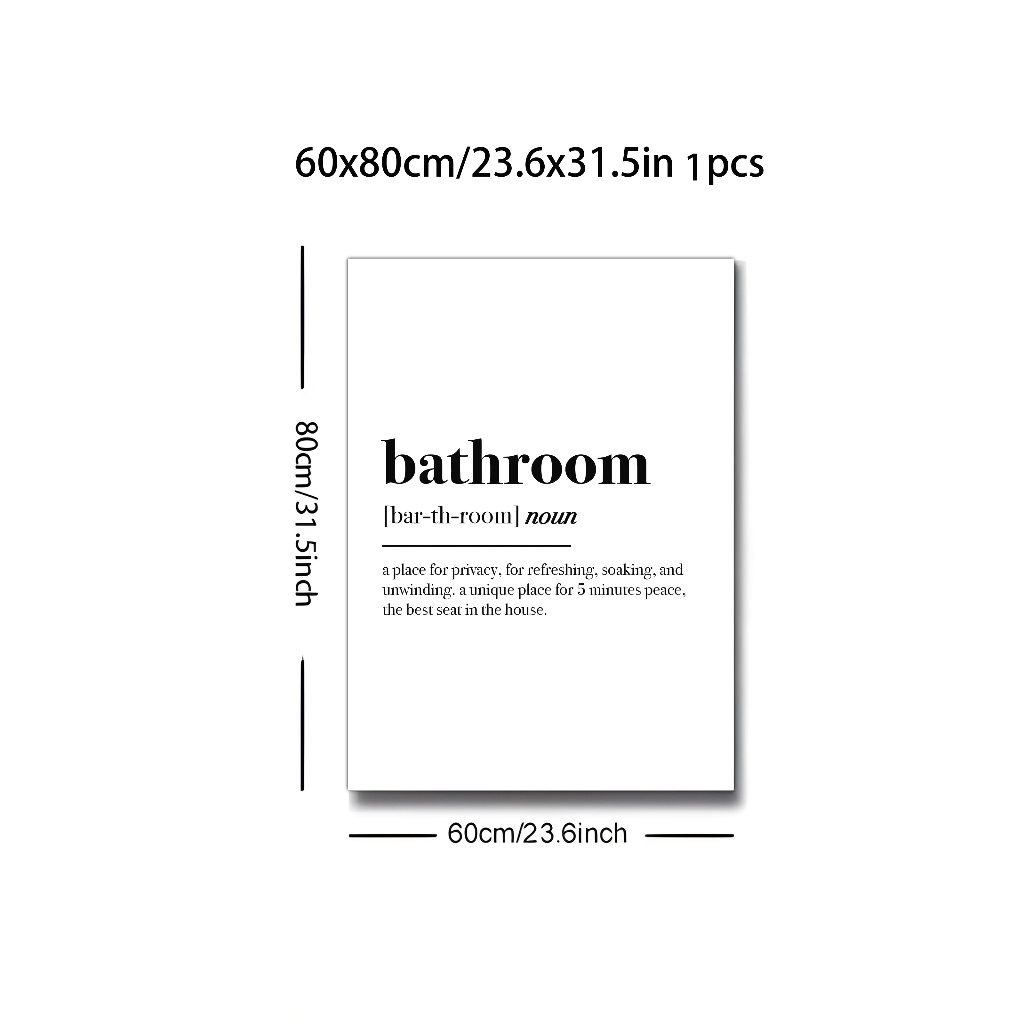 60x80cm/23.6x31.5in 1pcs
80cm/31.5inch
bathroom
[bar-th-room] noun
a place for privacy, for refreshing, soaking, and
unwinding. a unique place for 5 minutes peace,
the best seat in the house.
60cm/23.6inch